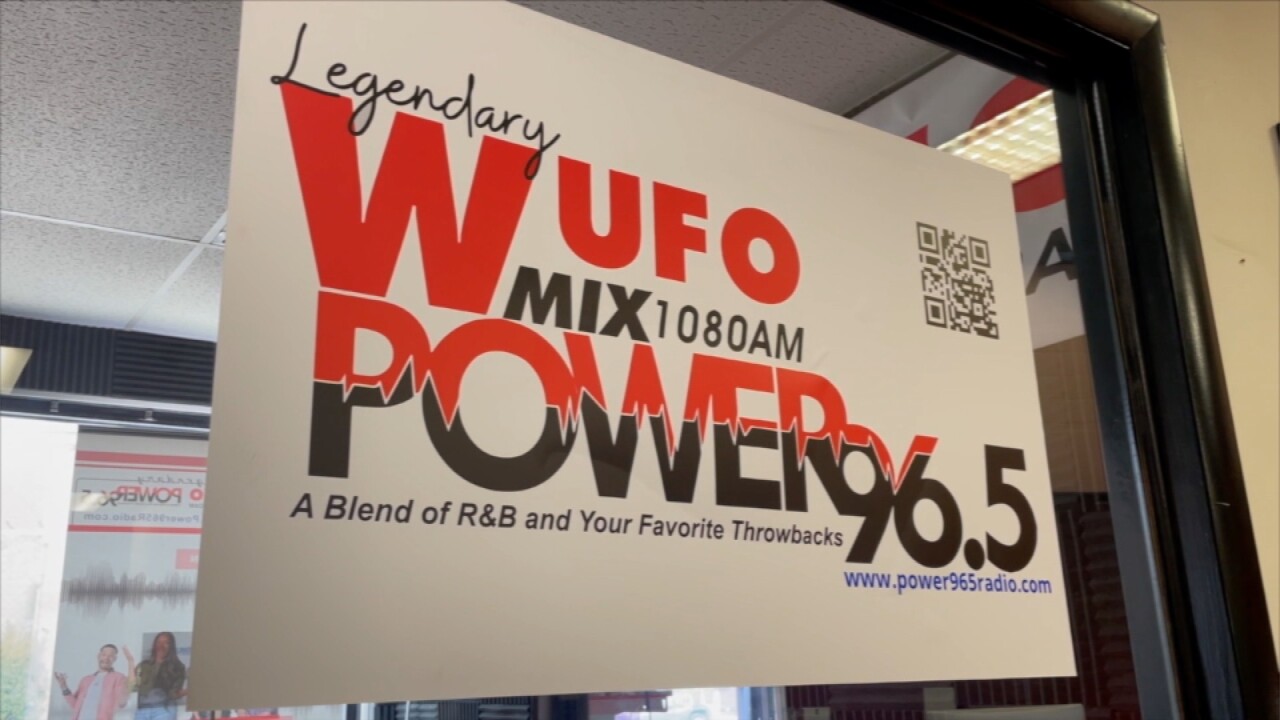 Legendary
WUFO
MIX 1080AM
POWER 96.5
A Blend of R&B and Your Favorite Throwbacks
www.power965radio.com